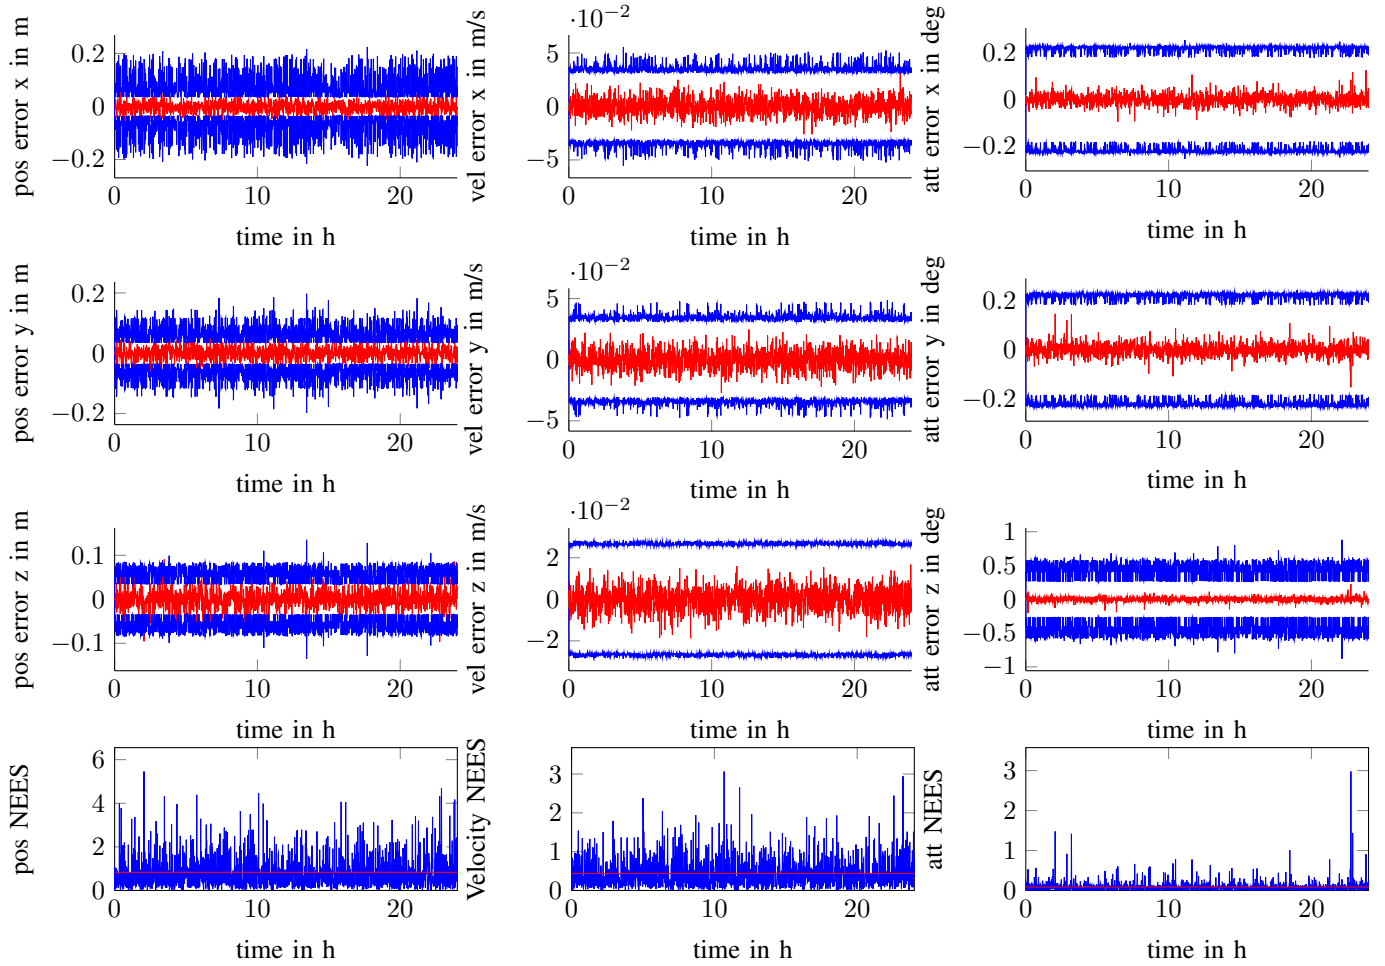 pos error x in m
0.2
0
−0.2
0 10 20
time in h
vel error x in m/s
·10−2
5
0
−5
0 10 20
time in h
att error x in deg
0.2
0
−0.2
0 10 20
time in h
pos error y in m
0.2
0
−0.2
0 10 20
time in h
vel error y in m/s
·10−2
5
0
−5
0 10 20
time in h
att error y in deg
0.2
0
−0.2
0 10 20
time in h
pos error z in m
0.1
0
−0.1
0 10 20
time in h
vel error z in m/s
·10−2
2
0
−2
0 10 20
time in h
att error z in deg
1
0.5
0
−0.5
−1
0 10 20
time in h
pos NEES
6
4
2
0
0 10 20
time in h
Velocity NEES
3
2
1
0
0 10 20
time in h
att NEES
3
2
1
0
0 10 20
time in h